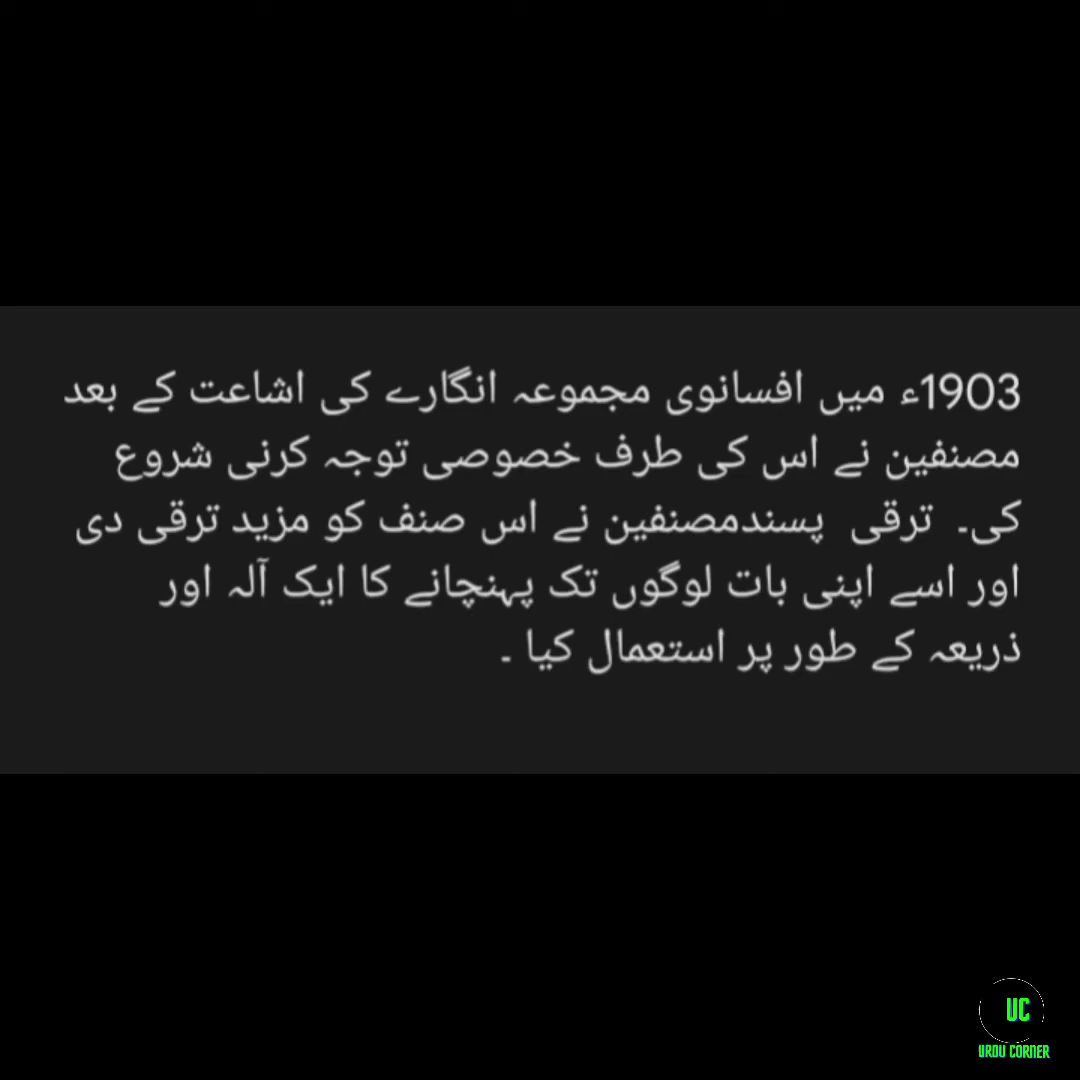 1903ء میں افسانوی مجموعہ انگارے کی اشاعت کے بعد
مصنفین نے اس کی طرف خصوصی توجہ کرنی شروع
کی۔ ترقی پسندمصنفین نے اس صنف کو مزید ترقی دی
اور اسے اپنی بات لوگوں تک پہنچانے کا ایک آلہ اور
ذریعہ کے طور پر استعمال کیا ۔
UC
URDU CORNER